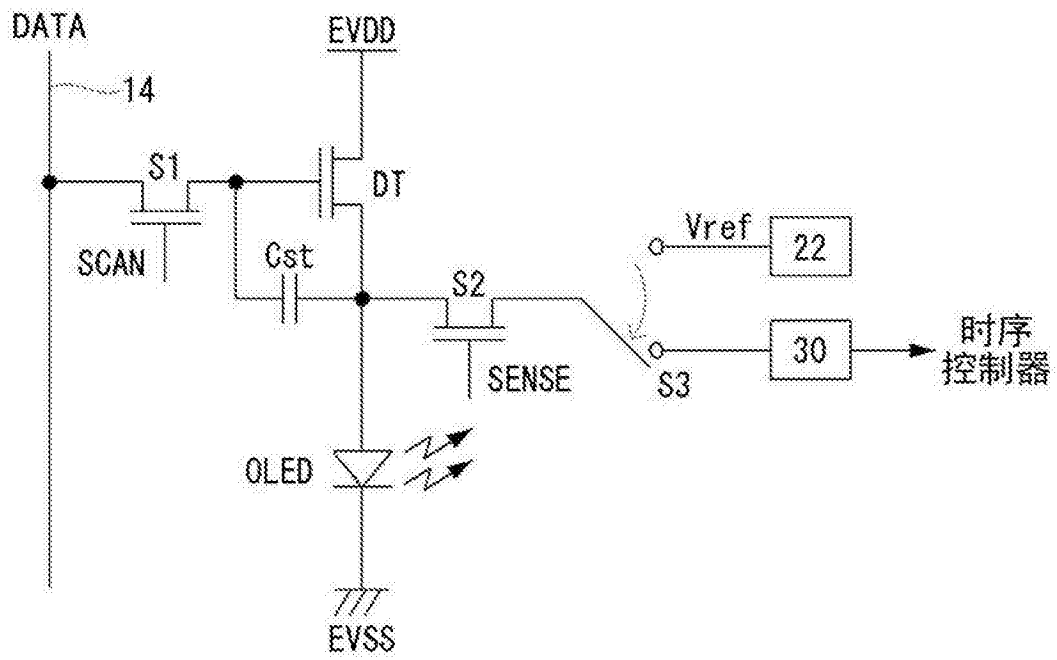 DATA
EVDD
14
S1
DT
SCAN
Cst
S2
Vref
22
SENSE
S3
30
时序
控制器
OLED
EVSS